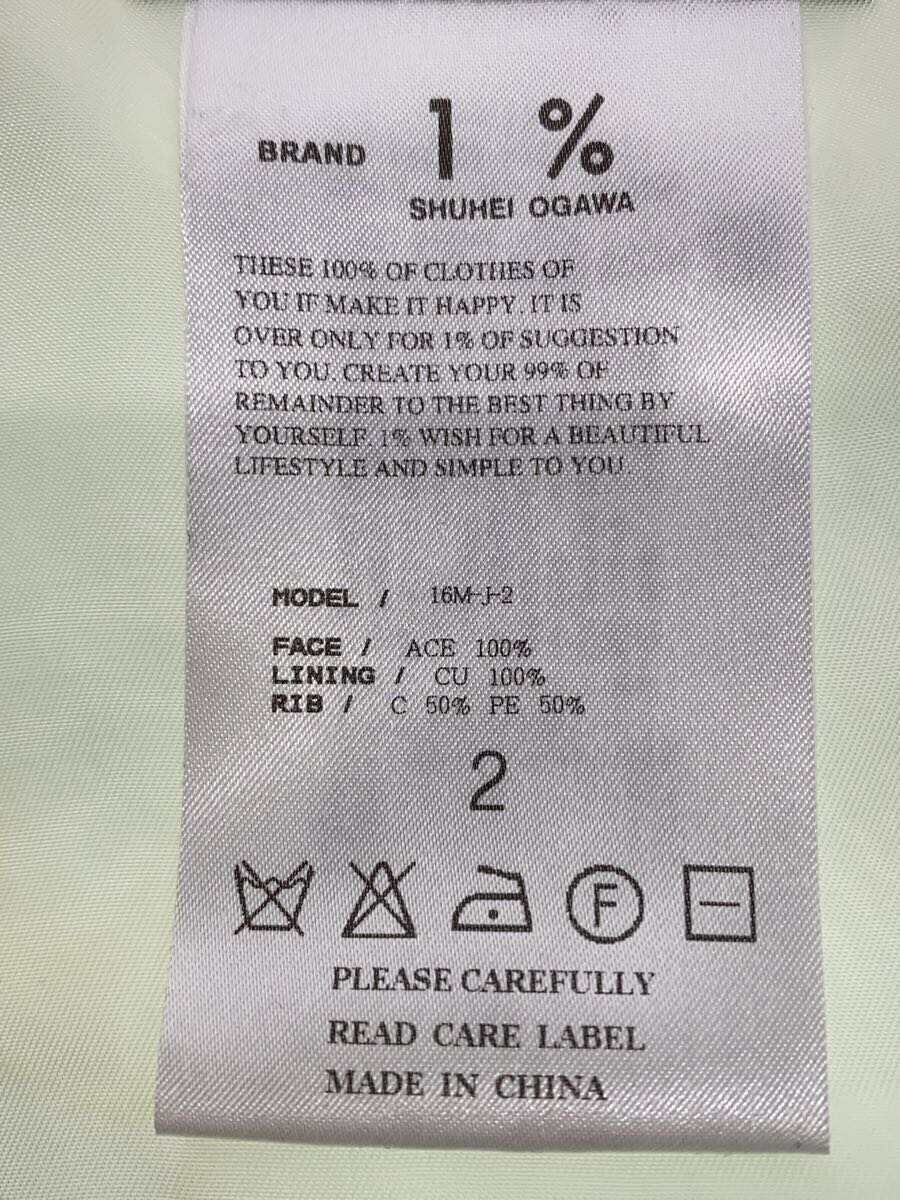 BRAND 1 %
SHUHEI OGAWA
THESE 100% OF CLOTHES OF
YOU IF MAKE IT HAPPY. IT IS
OVER ONLY FOR 1% OF SUGGESTION
TO YOU. CREATE YOUR 99% OF
REMAINDER TO THE BEST THING BY
YOURSELF. 1% WISH FOR A BEAUTIFUL
LIFESTYLE AND SIMPLE TO YOU.
MODEL / 16M-J-2
FACE / ACE 100%
LINING / CU 100%
RIB / C 50% PE 50%
2
F
PLEASE CAREFULLY
READ CARE LABEL
MADE IN CHINA